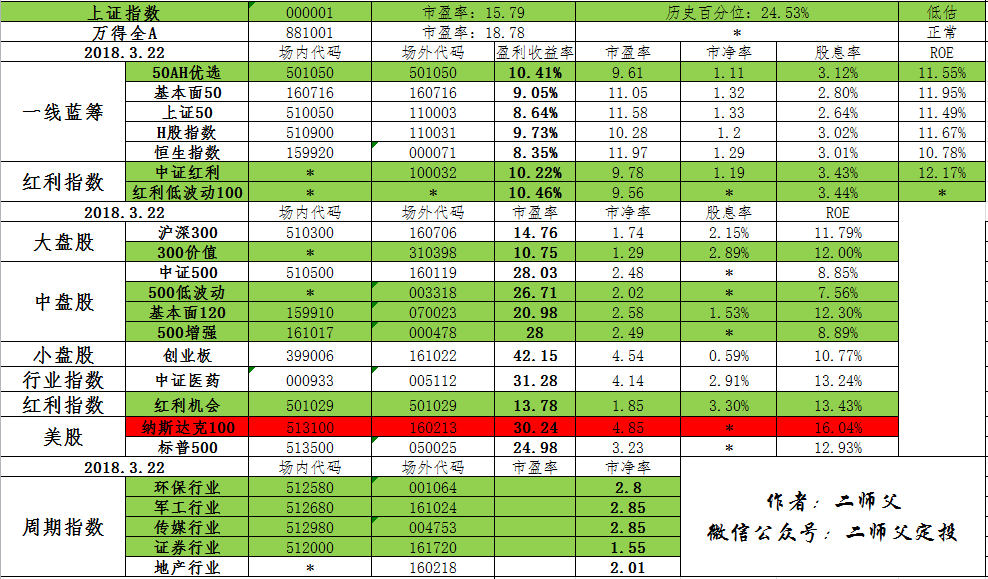 上证指数 000001 市盈率：15.79 历史百分位：24.53% 低估
万得全A 881001 市盈率：18.78 * 正常
2018.3.22 场内代码 场外代码 盈利收益率 市盈率 市净率 股息率 ROE
一线蓝筹
50AH优选 501050 501050 10.41% 9.61 1.11 3.12% 11.55%
基本面50 160716 160716 9.05% 11.05 1.32 2.80% 11.95%
上证50 510050 110003 8.64% 11.58 1.33 2.64% 11.49%
H股指数 510900 110031 9.73% 10.28 1.2 3.02% 11.67%
恒生指数 159920 000071 8.35% 11.97 1.29 3.01% 10.78%
红利指数
中证红利 * 100032 10.22% 9.78 1.19 3.43% 12.17%
红利低波动100 * * 10.46% 9.56 * 3.44% *
2018.3.22 场内代码 场外代码 市盈率 市净率 股息率 ROE
大盘股
沪深300 510300 160706 14.76 1.74 2.15% 11.79%
300价值 * 310398 10.75 1.29 2.89% 12.00%
中盘股
中证500 510500 160119 28.03 2.48 * 8.85%
500低波动 * 003318 26.71 2.02 * 7.56%
基本面120 159910 070023 20.98 2.58 1.53% 12.30%
500增强 161017 000478 28 2.49 * 8.89%
小盘股 创业板 399006 161022 42.15 4.54 0.59% 10.77%
行业指数 中证医药 000933 005112 31.28 4.14 2.91% 13.24%
红利指数 红利机会 501029 501029 13.78 1.85 3.30% 13.43%
美股
纳斯达克100 513100 160213 30.24 4.85 * 16.04%
标普500 513500 050025 24.98 3.23 * 12.93%
2018.3.22 场内代码 场外代码 市盈率 市净率
周期指数
环保行业 512580 001064 2.8
军工行业 512680 161024 2.85
传媒行业 512980 004753 2.85
证券行业 512000 161720 1.55
地产行业 * 160218 2.01
作者：二师父
微信公众号：二师父定投